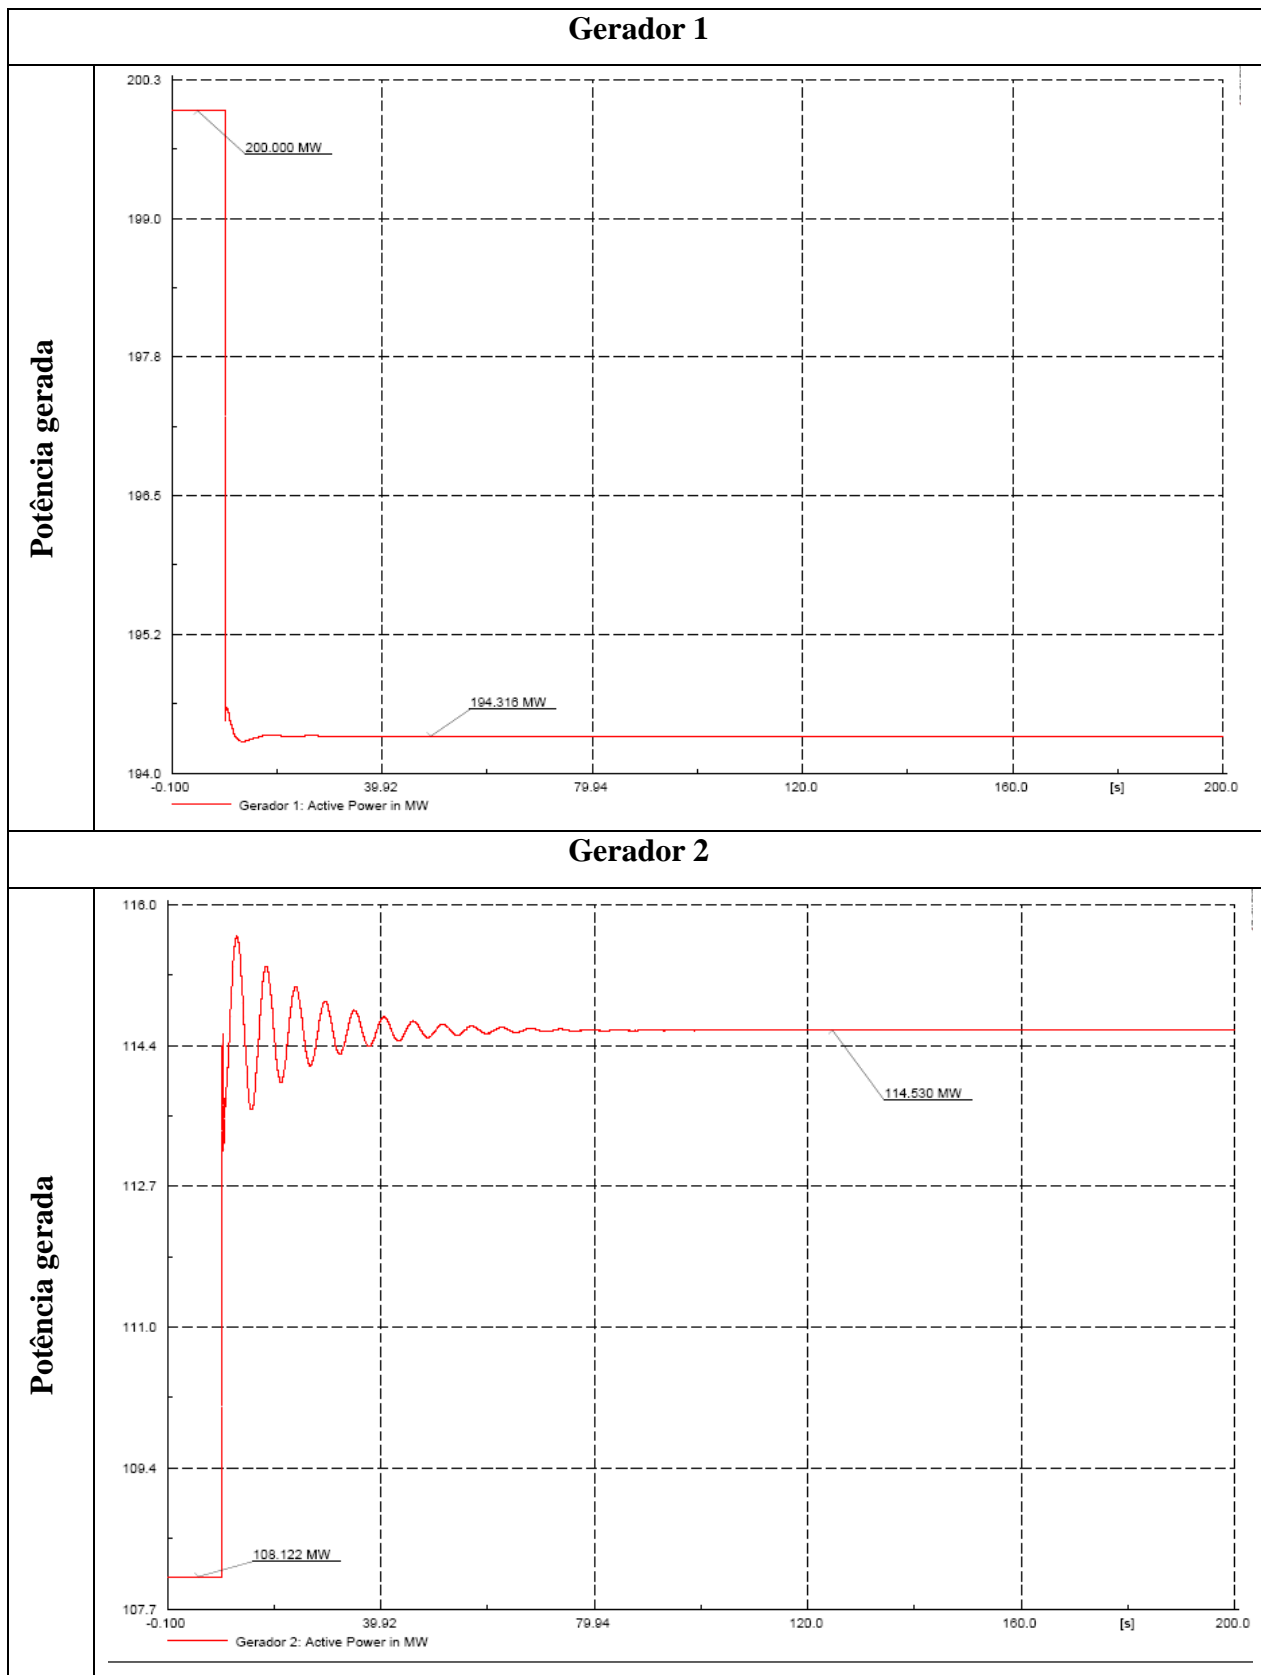 Gerador 1
Potência gerada
200.3
200.000 MW
199.0
197.8
196.5
195.2
194.316 MW
194.0
-0.100 39.92 79.94 120.0 160.0 [s] 200.0
Gerador 1: Active Power in MW
Gerador 2
Potência gerada
116.0
114.4
114.530 MW
112.7
111.0
109.4
108.122 MW
107.7
-0.100 39.92 79.94 120.0 160.0 [s] 200.0
Gerador 2: Active Power in MW